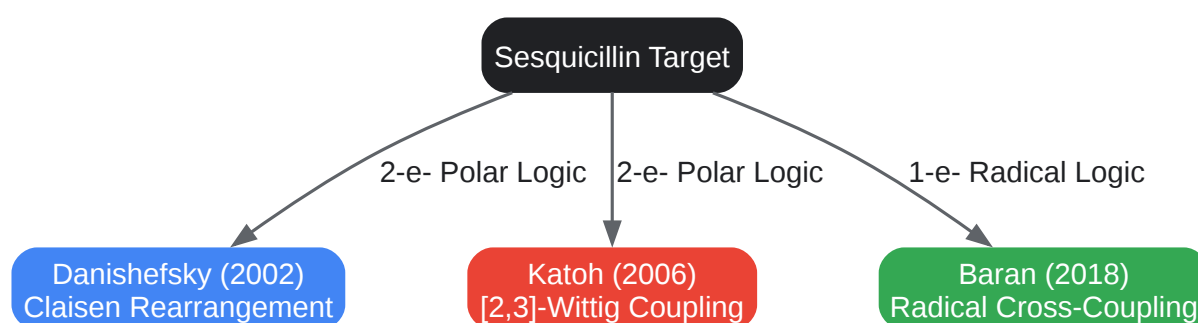 Sesquicillin Target
2-e- Polar Logic
2-e- Polar Logic
1-e- Radical Logic
Danishefsky (2002)
Claisen Rearrangement
Katoh (2006)
[2,3]-Wittig Coupling
Baran (2018)
Radical Cross-Coupling